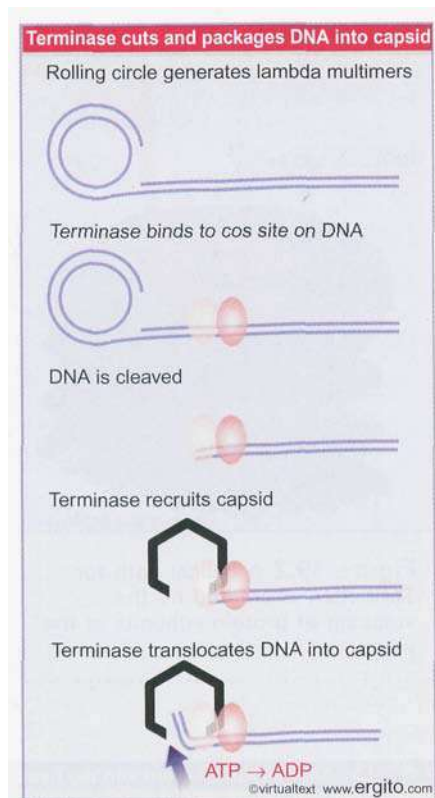 Terminase cuts and packages DNA into capsid
Rolling circle generates lambda multimers
Terminase binds to cos site on DNA
DNA is cleaved
Terminase recruits capsid
Terminase translocates DNA into capsid
ATP → ADP
©virtualtext www.ergito.com